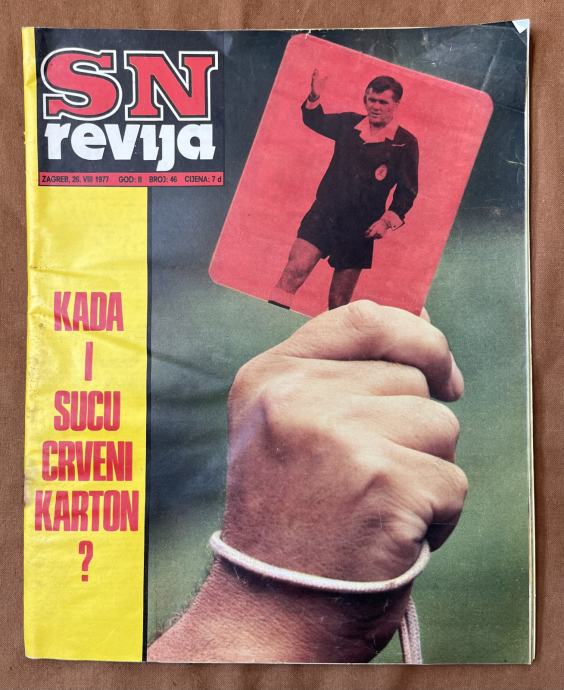 SN
revija
ZAGREB, 26. VIII 1977 GOD: II BROJ: 46 CIJENA: 7 d
KADA
I
SUCU
CRVENI
KARTON
?